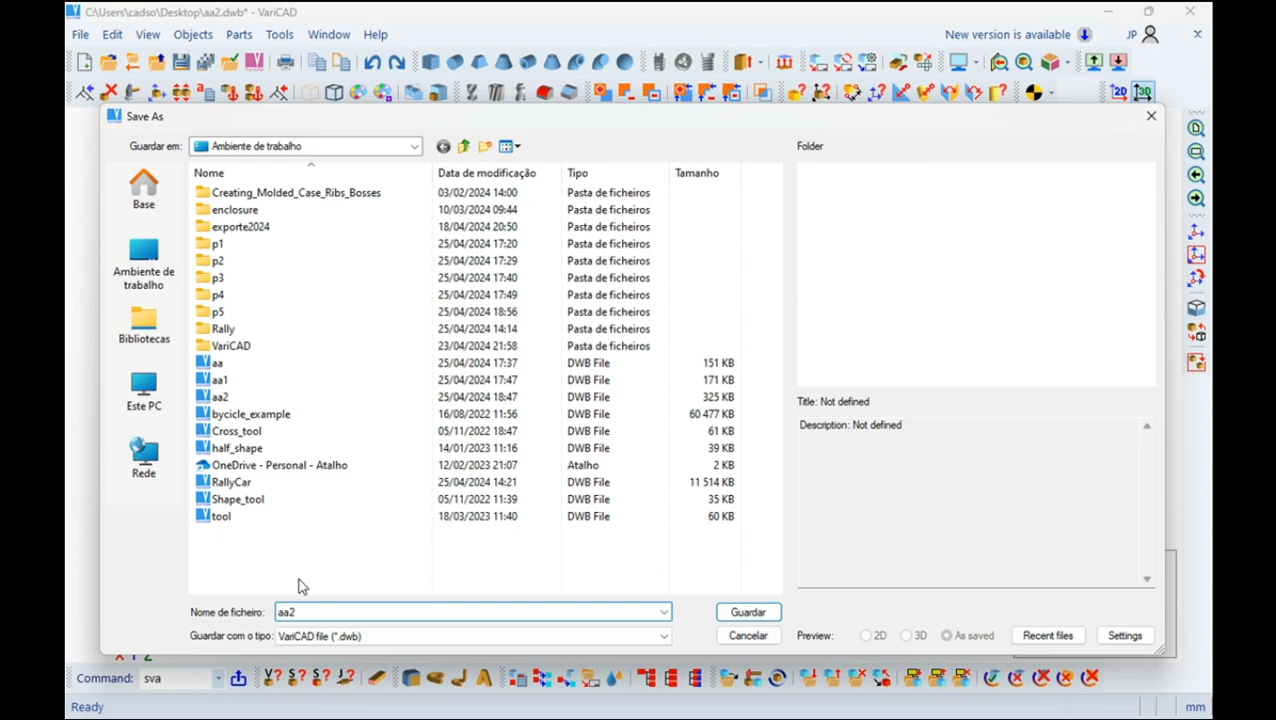 C:\Users\cadso\Desktop\aa2.dwb* - VariCAD
File Edit View Objects Parts Tools Window Help New version is available JP
Save As
Guardar em: Ambiente de trabalho Folder
Nome Data de modificação Tipo Tamanho
Creating_Molded_Case_Ribs_Bosses 03/02/2024 14:00 Pasta de ficheiros
enclosure 10/03/2024 09:44 Pasta de ficheiros
exporte2024 18/04/2024 20:50 Pasta de ficheiros
p1 25/04/2024 17:20 Pasta de ficheiros
p2 25/04/2024 17:29 Pasta de ficheiros
p3 25/04/2024 17:40 Pasta de ficheiros
p4 25/04/2024 17:49 Pasta de ficheiros
p5 25/04/2024 18:56 Pasta de ficheiros
Rally 25/04/2024 14:14 Pasta de ficheiros
VariCAD 23/04/2024 21:58 Pasta de ficheiros
aa 25/04/2024 17:37 DWB File 151 KB
aa1 25/04/2024 17:47 DWB File 171 KB
aa2 25/04/2024 18:47 DWB File 325 KB
bycicle_example 16/08/2022 11:56 DWB File 60 477 KB
Cross_tool 05/11/2022 18:47 DWB File 61 KB
half_shape 14/01/2023 11:16 DWB File 39 KB
OneDrive - Personal - Atalho 12/02/2023 21:07 Atalho 2 KB
RallyCar 25/04/2024 14:21 DWB File 11 514 KB
Shape_tool 05/11/2022 11:39 DWB File 35 KB
tool 18/03/2023 11:40 DWB File 60 KB
Base
Ambiente de
trabalho
Bibliotecas
Este PC
Rede
Title: Not defined
Description: Not defined
Nome de ficheiro: aa2 Guardar
Guardar com o tipo: VariCAD file (*.dwb) Cancelar Preview: 2D 3D As saved Recent files Settings
X Y Z
Command: sva
Ready mm